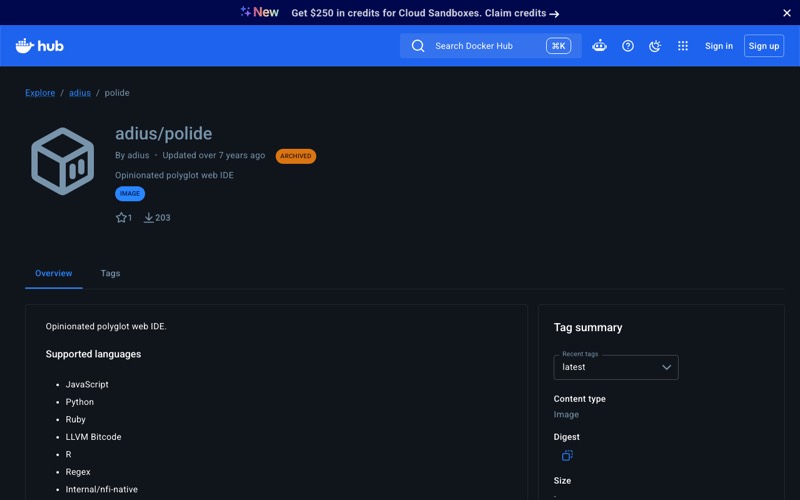 New Get $250 in credits for Cloud Sandboxes. Claim credits →
hub Search Docker Hub ⌘K Sign in Sign up
Explore / adius / polide
adius/polide
By adius • Updated over 7 years ago ARCHIVED
Opinionated polyglot web IDE
IMAGE
1 203
Overview Tags
Opinionated polyglot web IDE.
Supported languages
• JavaScript
• Python
• Ruby
• LLVM Bitcode
• R
• Regex
• Internal/nfi-native
Tag summary
Recent tags
latest
Content type
Image
Digest
Size
-